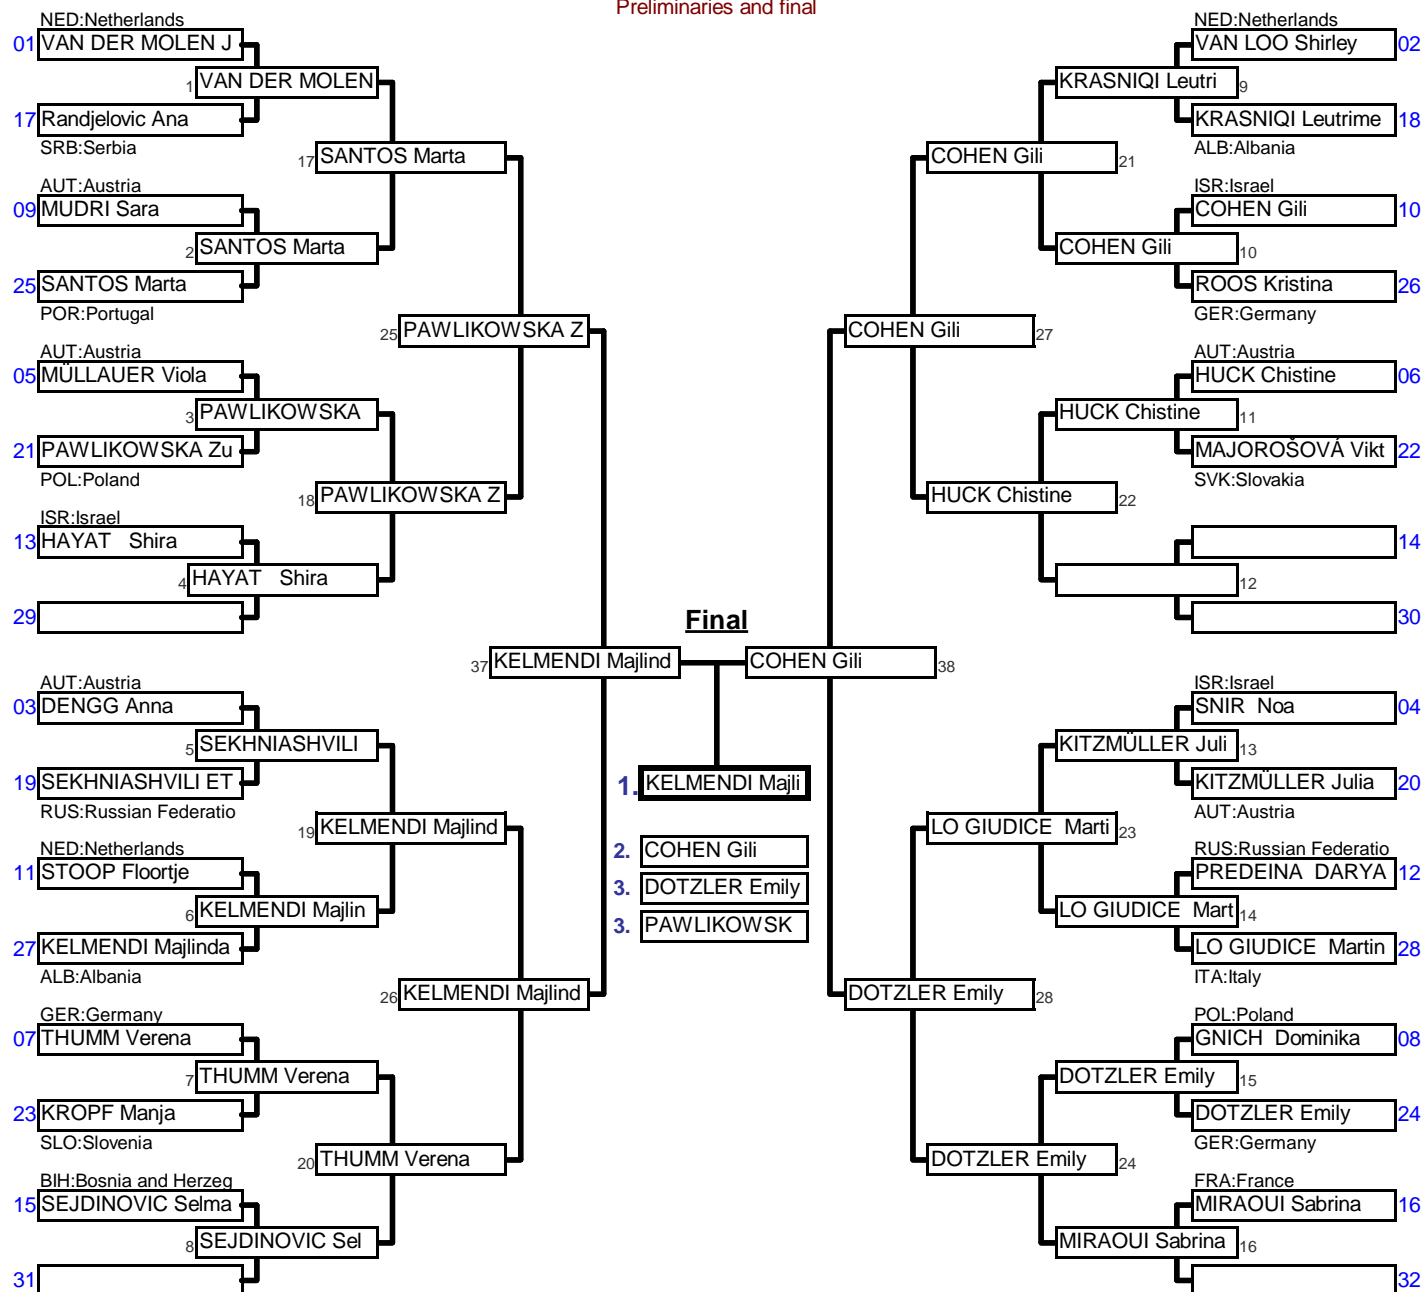 Preliminaries and final
NED:Netherlands
01 VAN DER MOLEN J
1 VAN DER MOLEN
17 Randjelovic Ana
SRB:Serbia
17 SANTOS Marta
AUT:Austria
09 MUDRI Sara
2 SANTOS Marta
25 SANTOS Marta
POR:Portugal
25 PAWLIKOWSKA Z
AUT:Austria
05 MÜLLAUER Viola
3 PAWLIKOWSKA
21 PAWLIKOWSKA Zu
POL:Poland
18 PAWLIKOWSKA Z
ISR:Israel
13 HAYAT Shira
4 HAYAT Shira
29
37 KELMENDI Majlind
AUT:Austria
03 DENGG Anna
5 SEKHNIASHVILI
19 SEKHNIASHVILI ET
RUS:Russian Federatio
19 KELMENDI Majlind
NED:Netherlands
11 STOOP Floortje
6 KELMENDI Majlin
27 KELMENDI Majlinda
ALB:Albania
26 KELMENDI Majlind
GER:Germany
07 THUMM Verena
7 THUMM Verena
23 KROPF Manja
SLO:Slovenia
20 THUMM Verena
BIH:Bosnia and Herzeg
15 SEJDINOVIC Selma
8 SEJDINOVIC Sel
31
Final
1. KELMENDI Majli
2. COHEN Gili
3. DOTZLER Emily
3. PAWLIKOWSK
NED:Netherlands
VAN LOO Shirley 02
KRASNIQI Leutri 9
KRASNIQI Leutrime 18
ALB:Albania
COHEN Gili 21
ISR:Israel
COHEN Gili 10
COHEN Gili 10
ROOS Kristina 26
GER:Germany
COHEN Gili 27
AUT:Austria
HUCK Chistine 06
HUCK Chistine 11
MAJOROŠOVÁ Vikt 22
SVK:Slovakia
HUCK Chistine 22
14
12
30
COHEN Gili 38
ISR:Israel
SNIR Noa 04
KITZMÜLLER Juli 13
KITZMÜLLER Julia 20
AUT:Austria
LO GIUDICE Marti 23
RUS:Russian Federatio
PREDEINA DARYA 12
LO GIUDICE Mart 14
LO GIUDICE Martin 28
ITA:Italy
DOTZLER Emily 28
POL:Poland
GNICH Dominika 08
DOTZLER Emily 15
DOTZLER Emily 24
GER:Germany
DOTZLER Emily 24
FRA:France
MIRAOUI Sabrina 16
MIRAOUI Sabrina 16
32